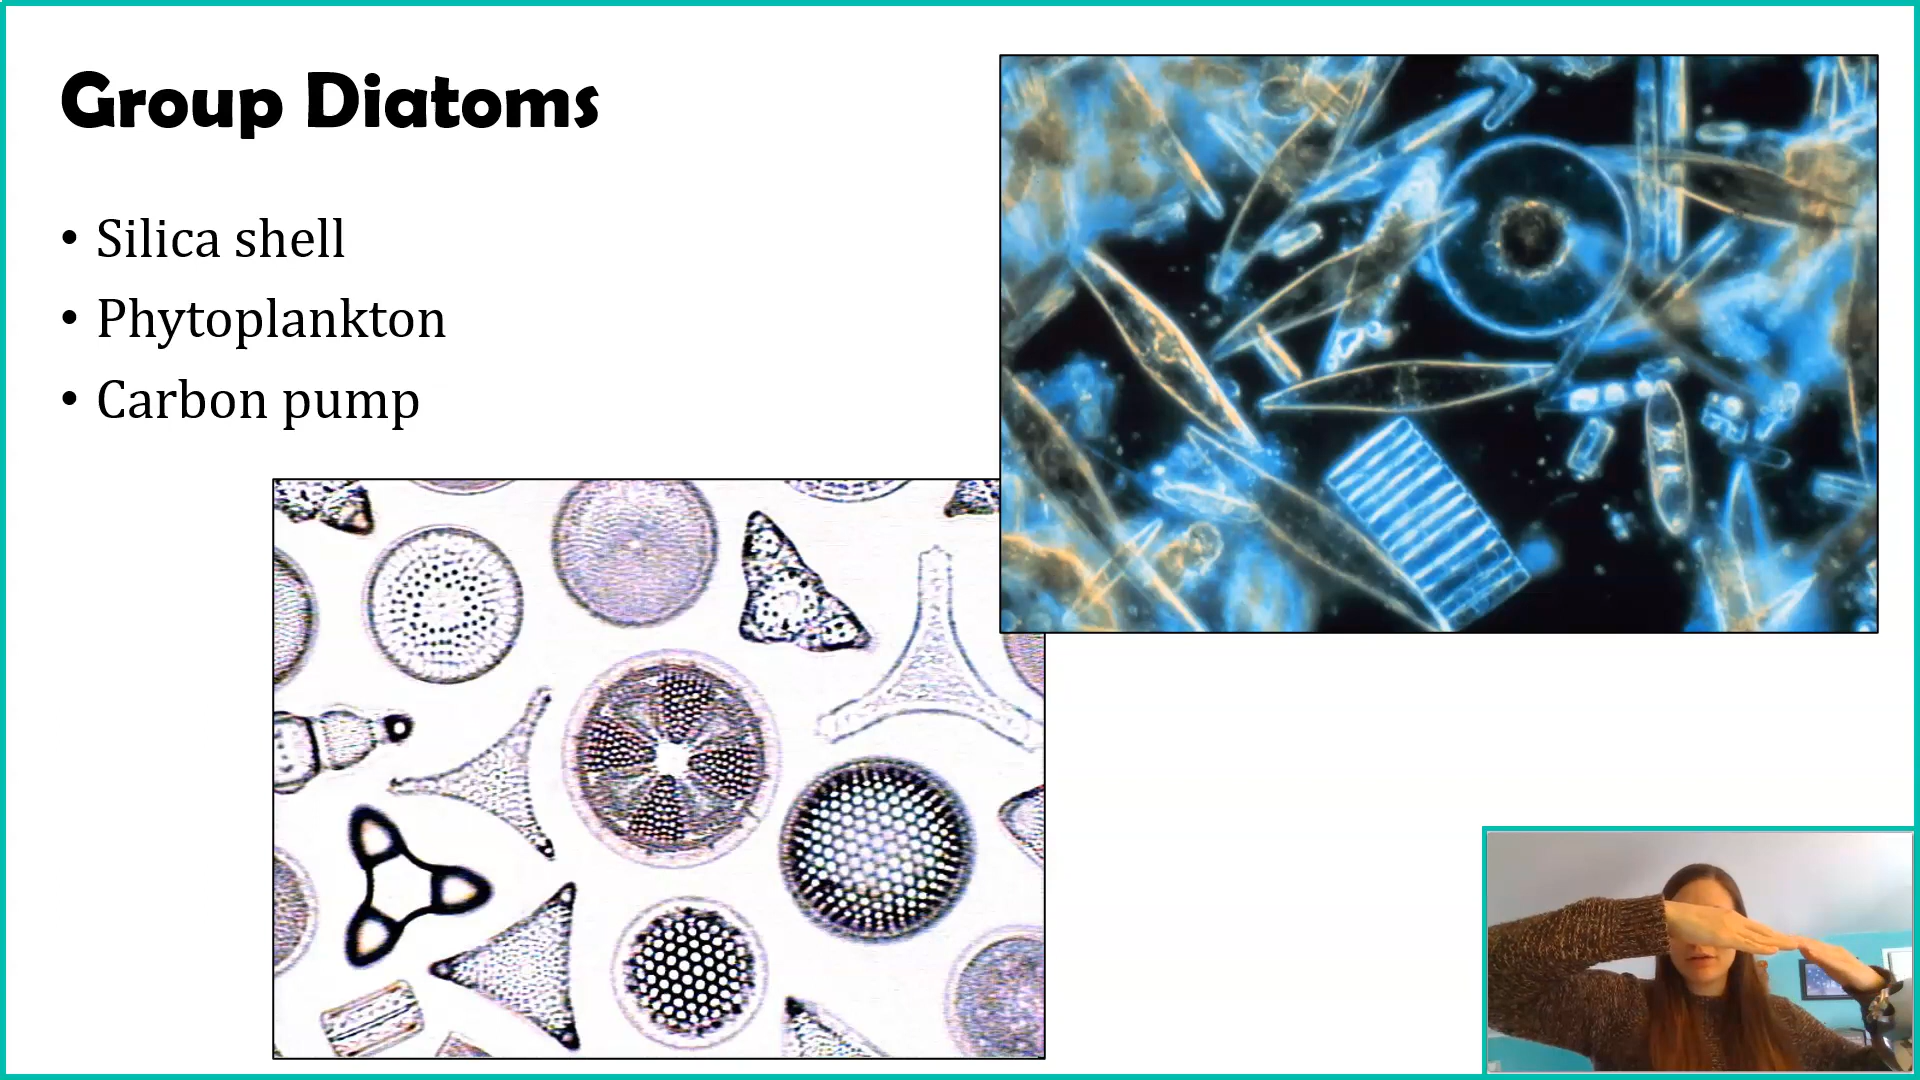 Group Diatoms
• Silica shell
• Phytoplankton
• Carbon pump